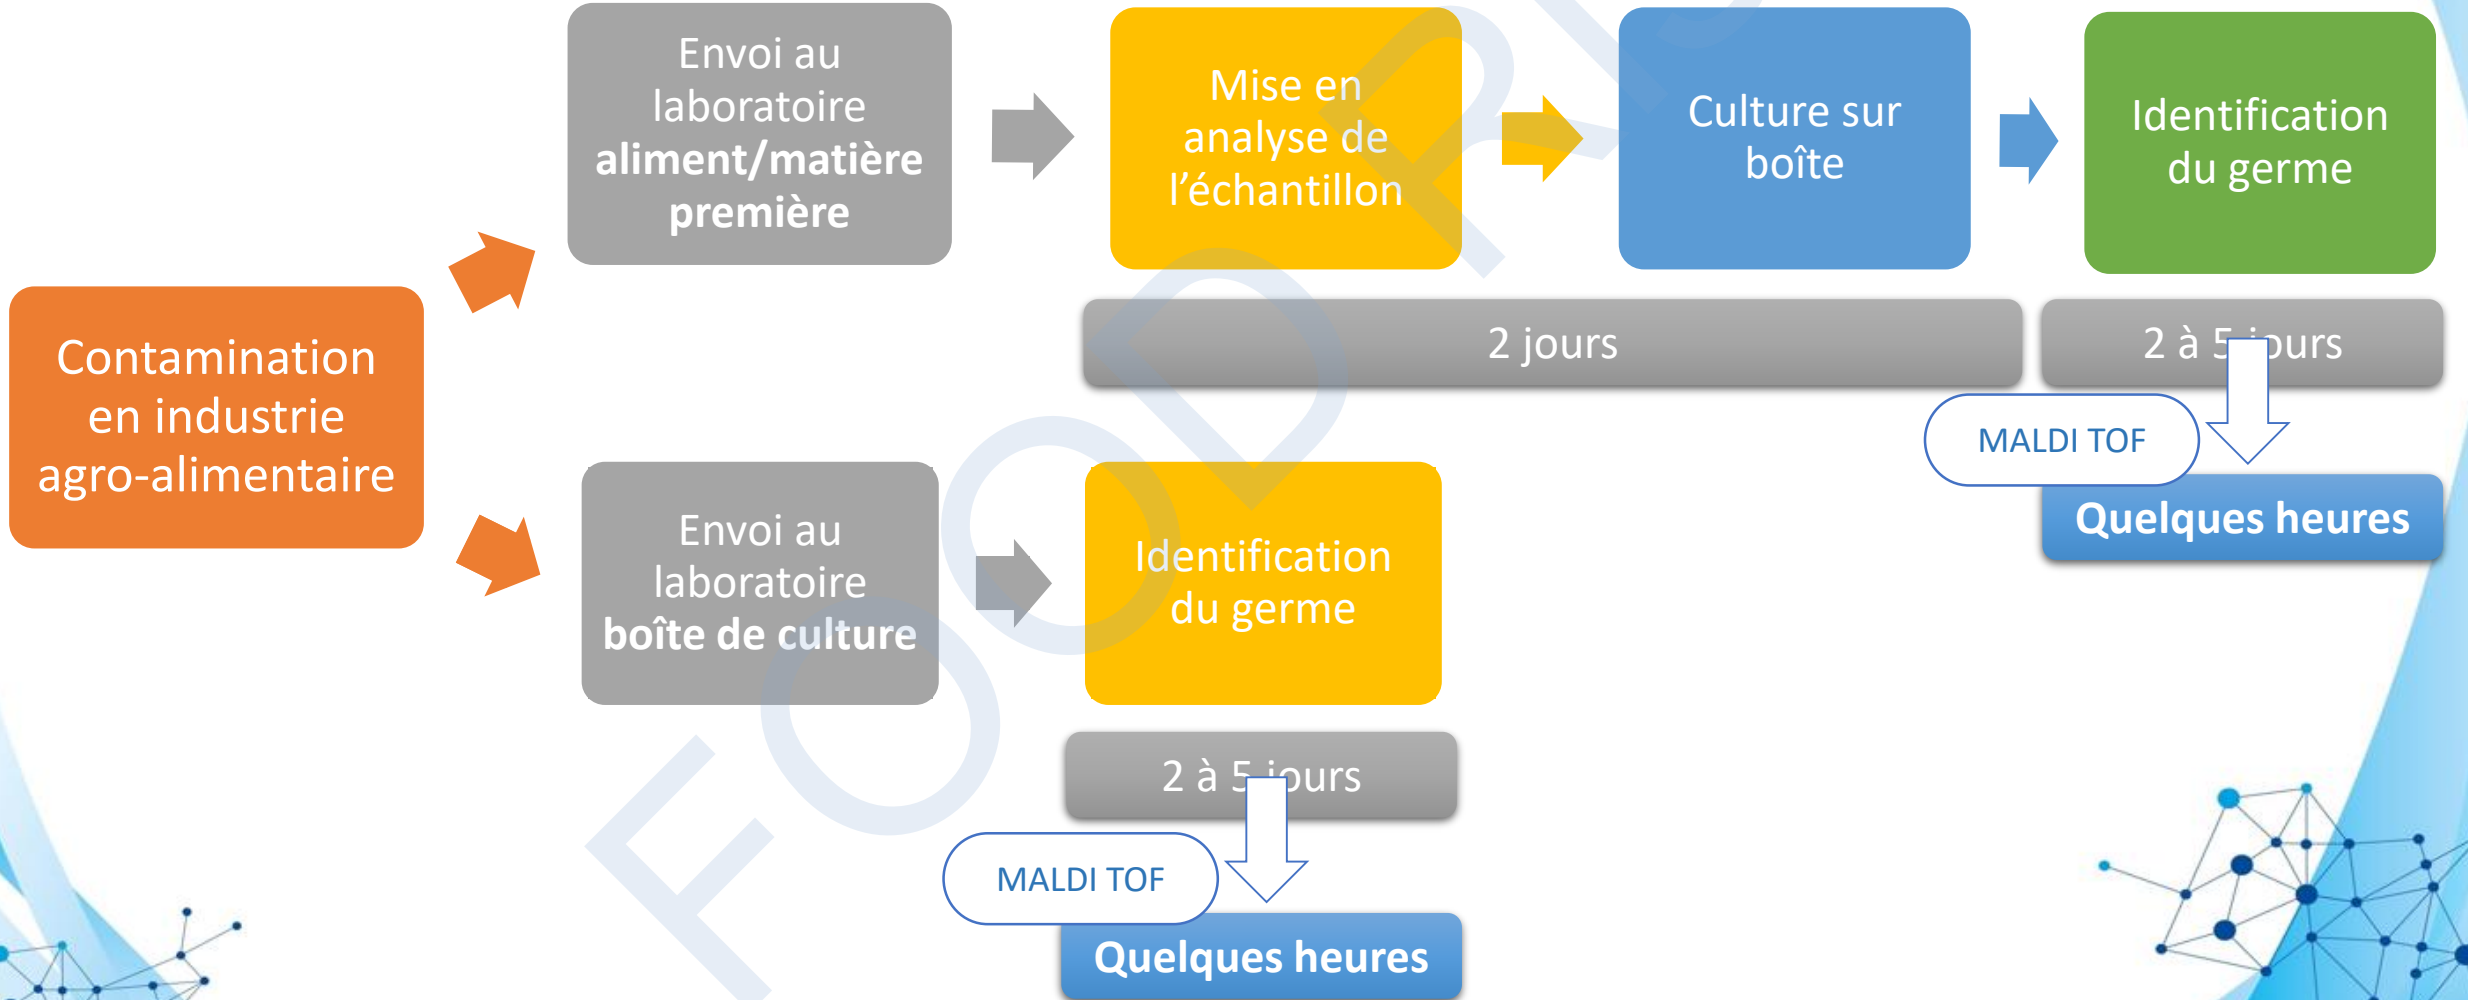 Envoi au
laboratoire
aliment/matière
première
Mise en
analyse de
l’échantillon
Culture sur
boîte
Identification
du germe
2 jours
2 à 5 jours
MALDI TOF
Quelques heures
Contamination
en industrie
agro-alimentaire
Envoi au
laboratoire
boîte de culture
Identification
du germe
2 à 5 jours
MALDI TOF
Quelques heures
FOOD RIS